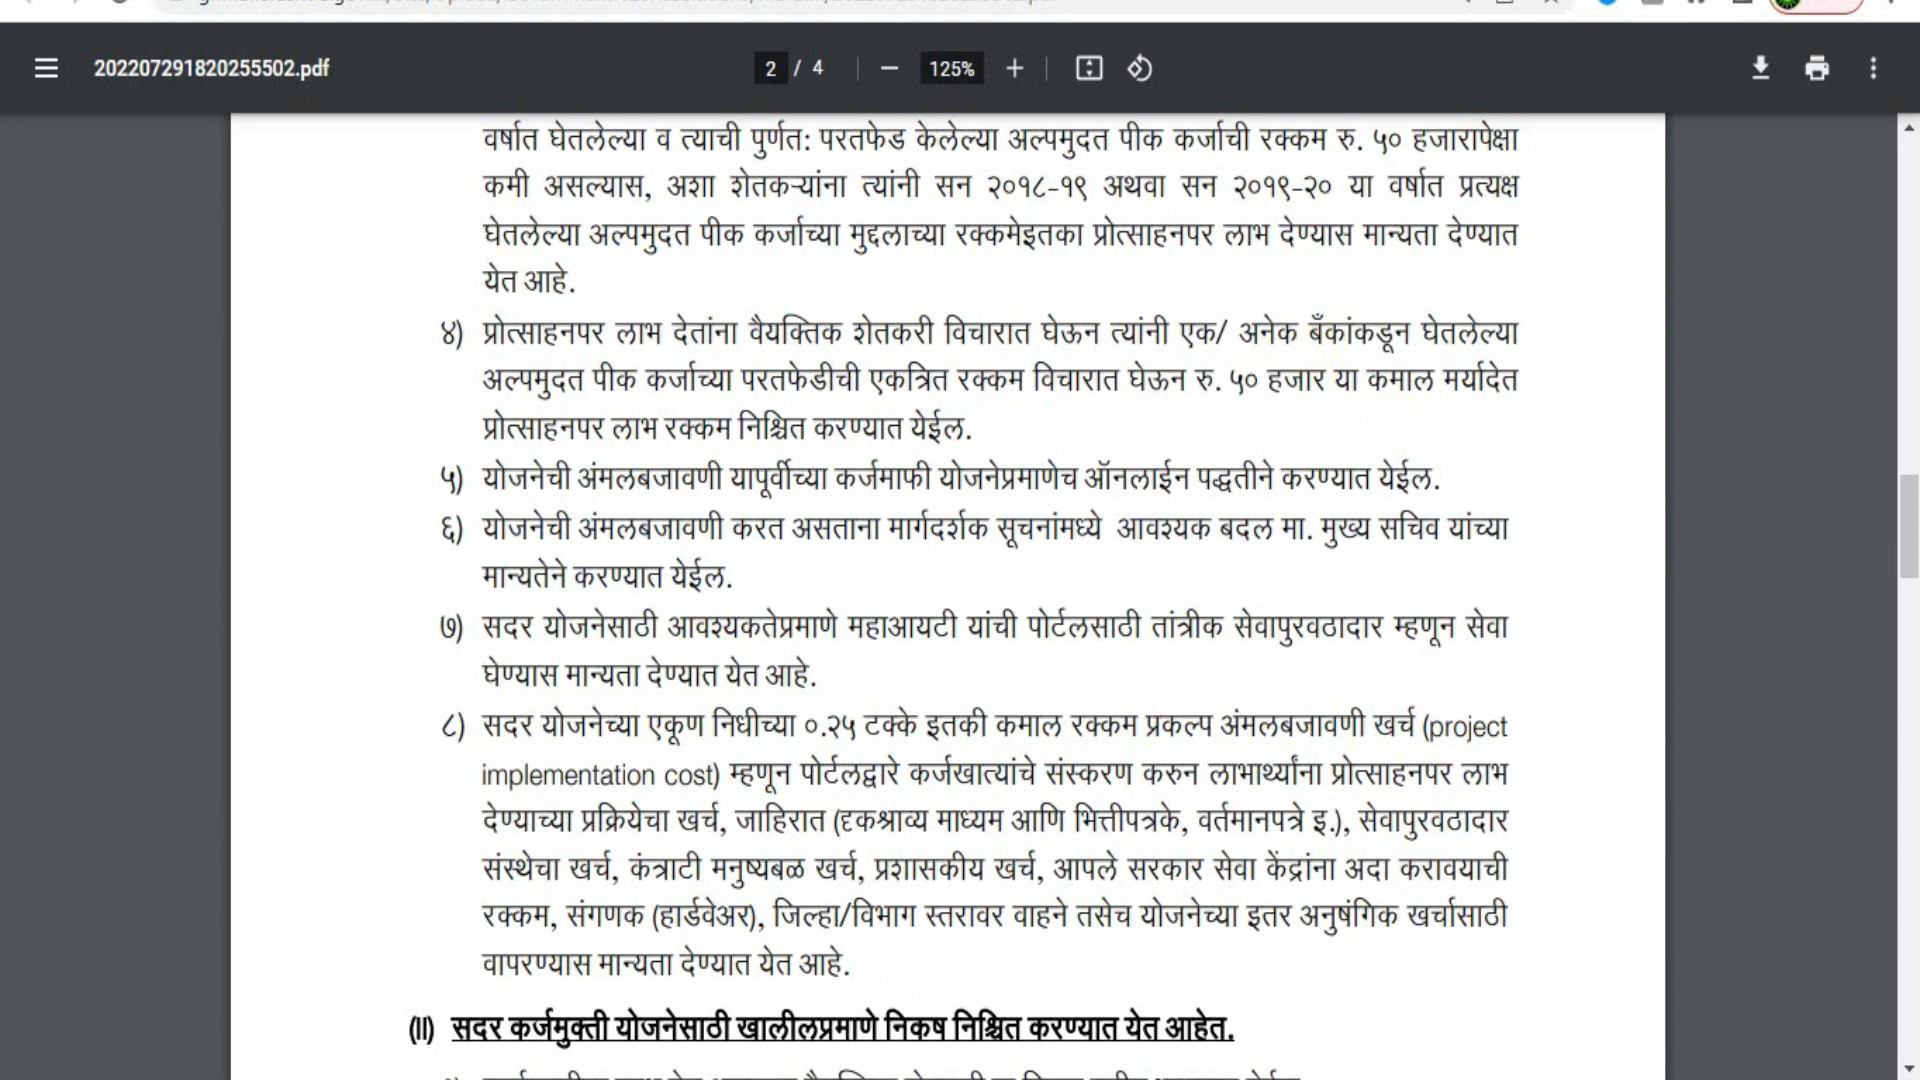 202207291820255502.pdf
2 / 4
125%
वर्षात घेतलेल्या व त्याची पुर्णत: परतफेड केलेल्या अल्पमुदत पीक कर्जाची रक्कम रु. ५० हजारापेक्षा
कमी असल्यास, अशा शेतकऱ्यांना त्यांनी सन २०१८-१९ अथवा सन २०१९-२० या वर्षात प्रत्यक्ष
घेतलेल्या अल्पमुदत पीक कर्जाच्या मुद्दलाच्या रक्कमेइतका प्रोत्साहनपर लाभ देण्यास मान्यता देण्यात
येत आहे.
४) प्रोत्साहनपर लाभ देतांना वैयक्तिक शेतकरी विचारात घेऊन त्यांनी एक/ अनेक बँकांकडून घेतलेल्या
अल्पमुदत पीक कर्जाच्या परतफेडीची एकत्रित रक्कम विचारात घेऊन रु. ५० हजार या कमाल मर्यादेत
प्रोत्साहनपर लाभ रक्कम निश्चित करण्यात येईल.
५) योजनेची अंमलबजावणी यापूर्वीच्या कर्जमाफी योजनेप्रमाणेच ऑनलाईन पद्धतीने करण्यात येईल.
६) योजनेची अंमलबजावणी करत असताना मार्गदर्शक सूचनांमध्ये आवश्यक बदल मा. मुख्य सचिव यांच्या
मान्यतेने करण्यात येईल.
७) सदर योजनेसाठी आवश्यकतेप्रमाणे महाआयटी यांची पोर्टलसाठी तांत्रीक सेवापुरवठादार म्हणून सेवा
घेण्यास मान्यता देण्यात येत आहे.
८) सदर योजनेच्या एकूण निधीच्या ०.२५ टक्के इतकी कमाल रक्कम प्रकल्प अंमलबजावणी खर्च (project
implementation cost) म्हणून पोर्टलद्वारे कर्जखात्यांचे संस्करण करुन लाभार्थ्यांना प्रोत्साहनपर लाभ
देण्याच्या प्रक्रियेचा खर्च, जाहिरात (दृकश्राव्य माध्यम आणि भित्तीपत्रके, वर्तमानपत्रे इ.), सेवापुरवठादार
संस्थेचा खर्च, कंत्राटी मनुष्यबळ खर्च, प्रशासकीय खर्च, आपले सरकार सेवा केंद्रांना अदा करावयाची
रक्कम, संगणक (हार्डवेअर), जिल्हा/विभाग स्तरावर वाहने तसेच योजनेच्या इतर अनुषंगिक खर्चासाठी
वापरण्यास मान्यता देण्यात येत आहे.
(II) सदर कर्जमुक्ती योजनेसाठी खालीलप्रमाणे निकष निश्चित करण्यात येत आहेत.